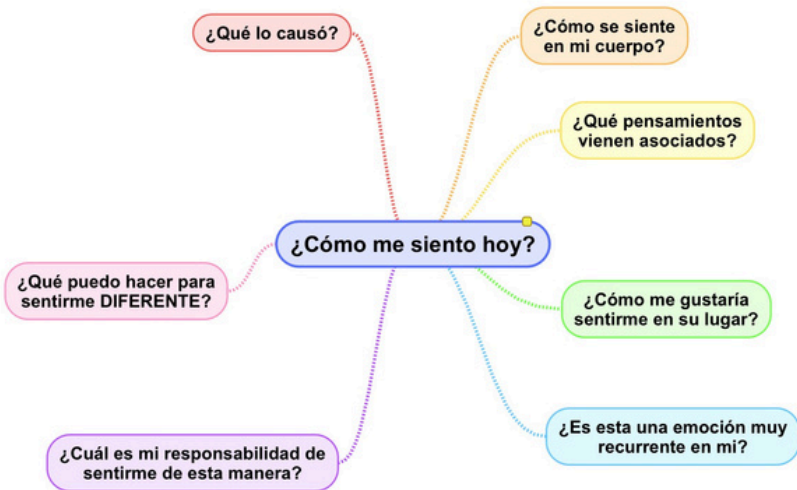 ¿Qué lo causó?
¿Cómo se siente
en mi cuerpo?
¿Qué pensamientos
vienen asociados?
¿Cómo me siento hoy?
¿Qué puedo hacer para
sentirme DIFERENTE?
¿Cómo me gustaría
sentirme en su lugar?
¿Cuál es mi responsabilidad de
sentirme de esta manera?
¿Es esta una emoción muy
recurrente en mi?